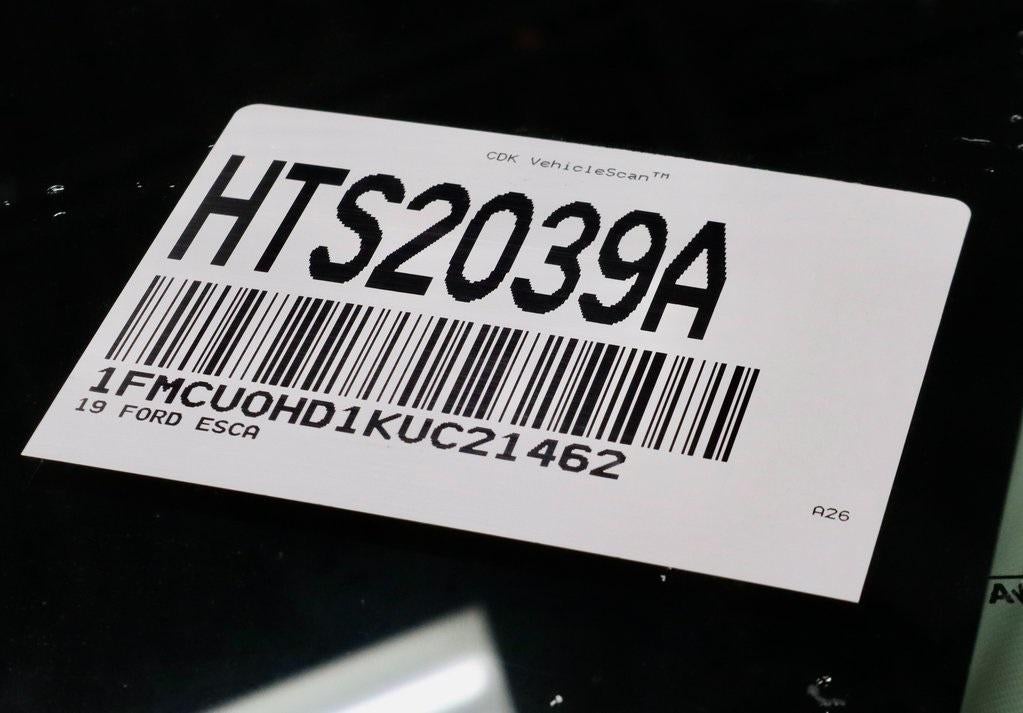 CDK VehicleScan™
HTS2039A
1FMCU0HD1KUC21462
19 FORD ESCA
A26